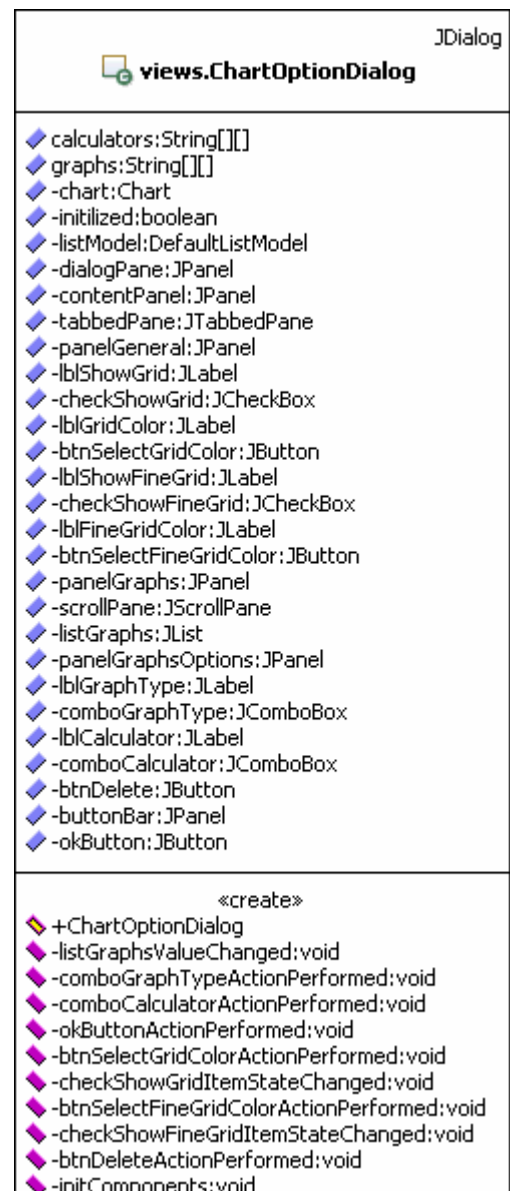 JDialog
views.ChartOptionDialog
calculators:String[][]
graphs:String[][]
-chart:Chart
-initilized:boolean
-listModel:DefaultListModel
-dialogPane:JPanel
-contentPanel:JPanel
-tabbedPane:JTabbedPane
-panelGeneral:JPanel
-lblShowGrid:JLabel
-checkShowGrid:JCheckBox
-lblGridColor:JLabel
-btnSelectGridColor:JButton
-lblShowFineGrid:JLabel
-checkShowFineGrid:JCheckBox
-lblFineGridColor:JLabel
-btnSelectFineGridColor:JButton
-panelGraphs:JPanel
-scrollPane:JScrollPane
-listGraphs:JList
-panelGraphsOptions:JPanel
-lblGraphType:JLabel
-comboGraphType:JComboBox
-lblCalculator:JLabel
-comboCalculator:JComboBox
-btnDelete:JButton
-buttonBar:JPanel
-okButton:JButton
«create»
+ChartOptionDialog
-listGraphsValueChanged:void
-comboGraphTypeActionPerformed:void
-comboCalculatorActionPerformed:void
-okButtonActionPerformed:void
-btnSelectGridColorActionPerformed:void
-checkShowGridItemStateChanged:void
-btnSelectFineGridColorActionPerformed:void
-checkShowFineGridItemStateChanged:void
-btnDeleteActionPerformed:void
-initComponents:void